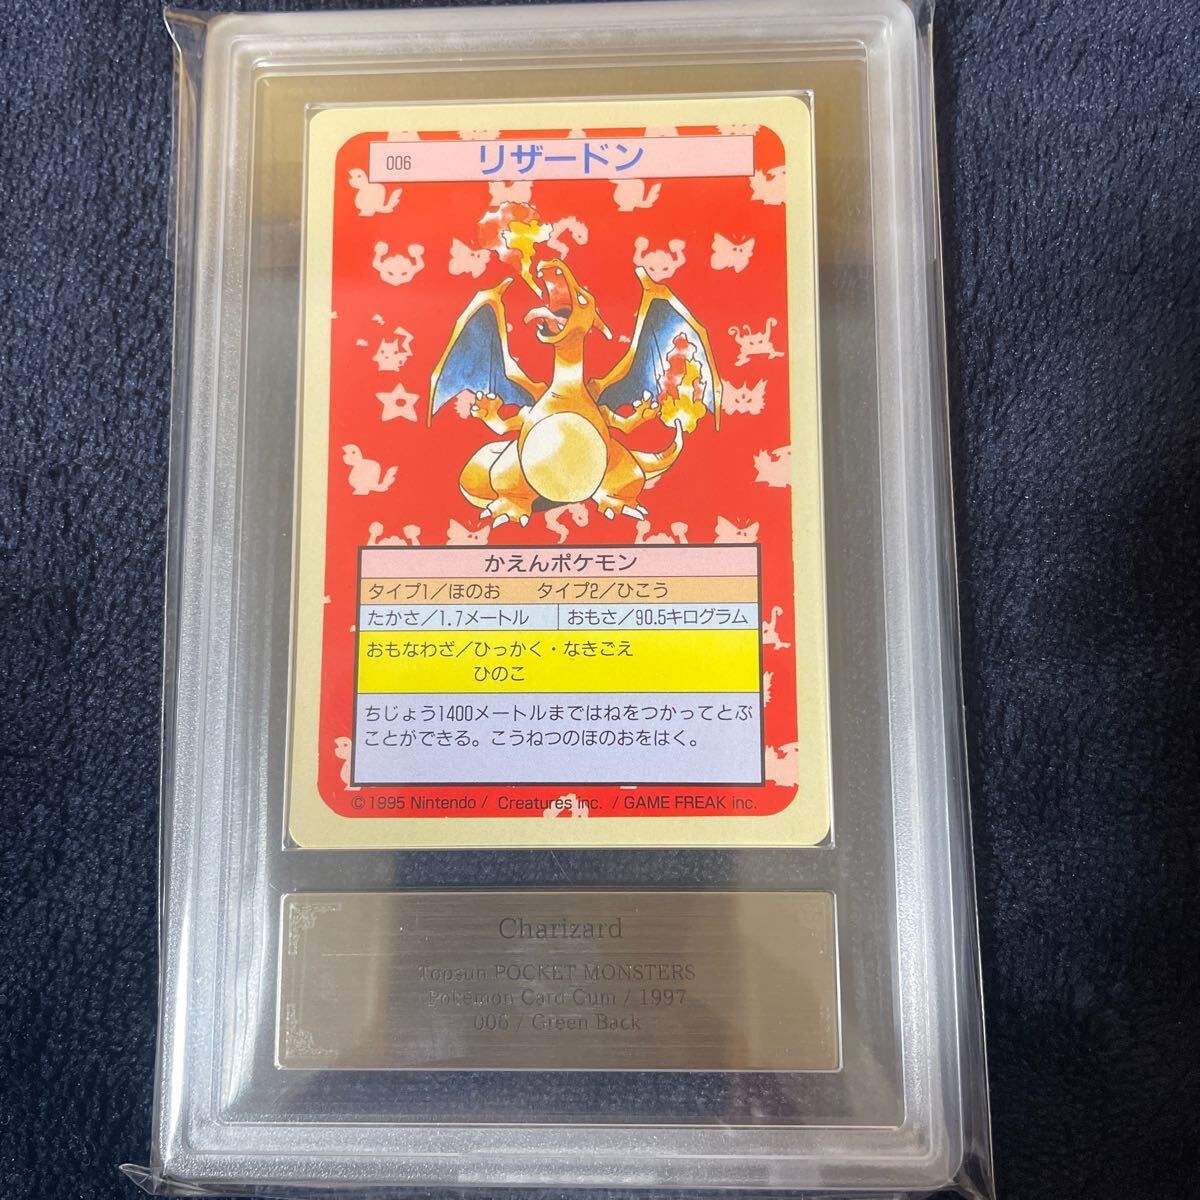 006 リザードン
かえんポケモン
タイプ1／ほのお タイプ2／ひこう
たかさ／1.7メートル おもさ／90.5キログラム
おもなわざ／ひっかく・なきごえ
ひのこ
ちじょう1400メートルまではねをつかってとぶ
ことができる。こうねつのほのおをはく。
©1995 Nintendo / Creatures inc. / GAME FREAK inc.
Charizard
Topsun POCKET MONSTERS
Pokémon Card Gum / 1997
006 / Green Back